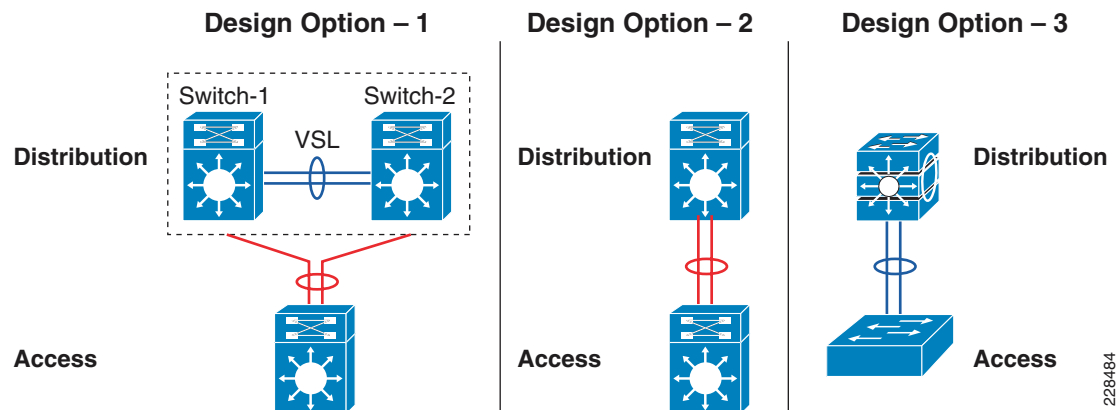 Design Option – 1
Design Option – 2
Design Option – 3
Switch-1
Switch-2
VSL
Distribution
Distribution
Distribution
Access
Access
Access
228484